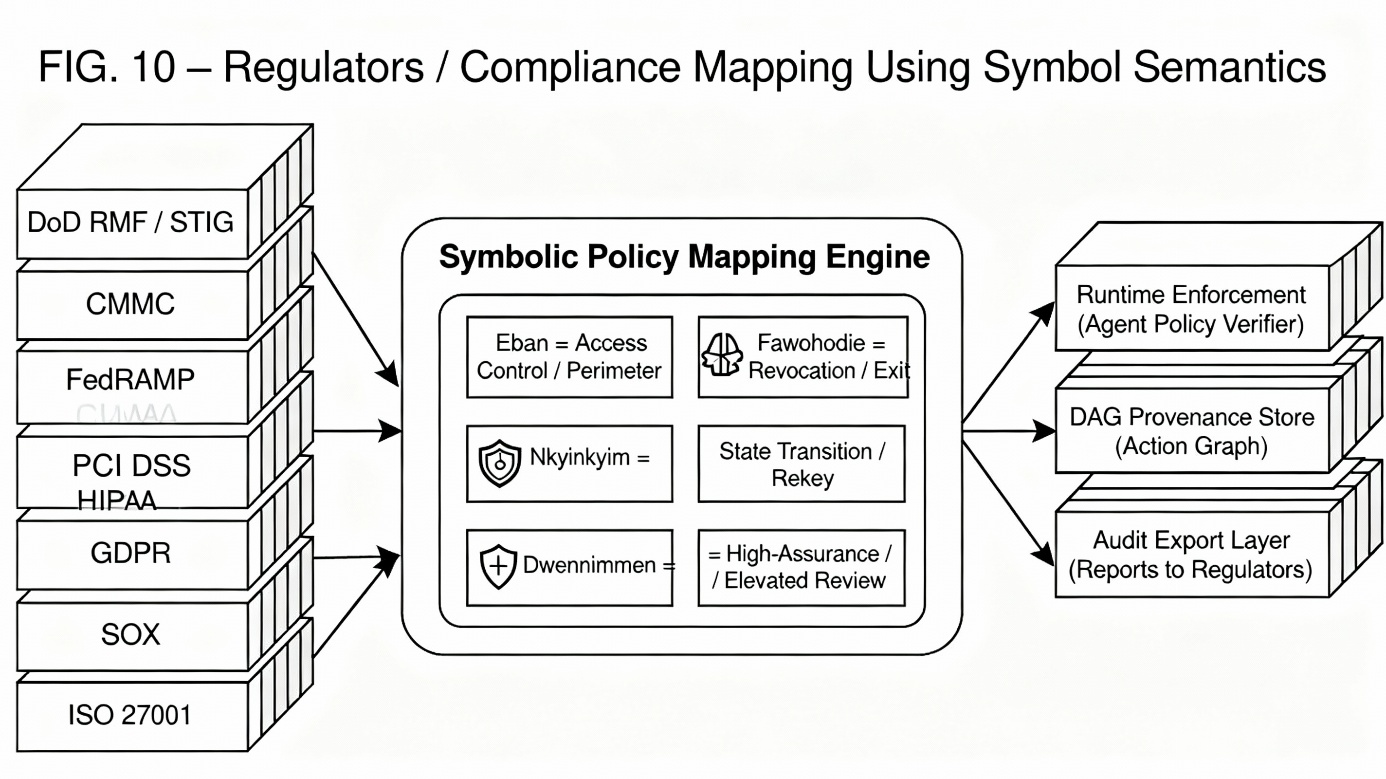 FIG. 10 – Regulators / Compliance Mapping Using Symbol Semantics
DoD RMF / STIG
CMMC
FedRAMP
PCI DSS
HIPAA
GDPR
SOX
ISO 27001
Symbolic Policy Mapping Engine
Eban = Access
Control / Perimeter
Fawohodie =
Revocation / Exit
Nkyinkyim =
State Transition /
Rekey
Dwennimmen =
= High-Assurance /
/ Elevated Review
Runtime Enforcement
(Agent Policy Verifier)
DAG Provenance Store
(Action Graph)
Audit Export Layer
(Reports to Regulators)